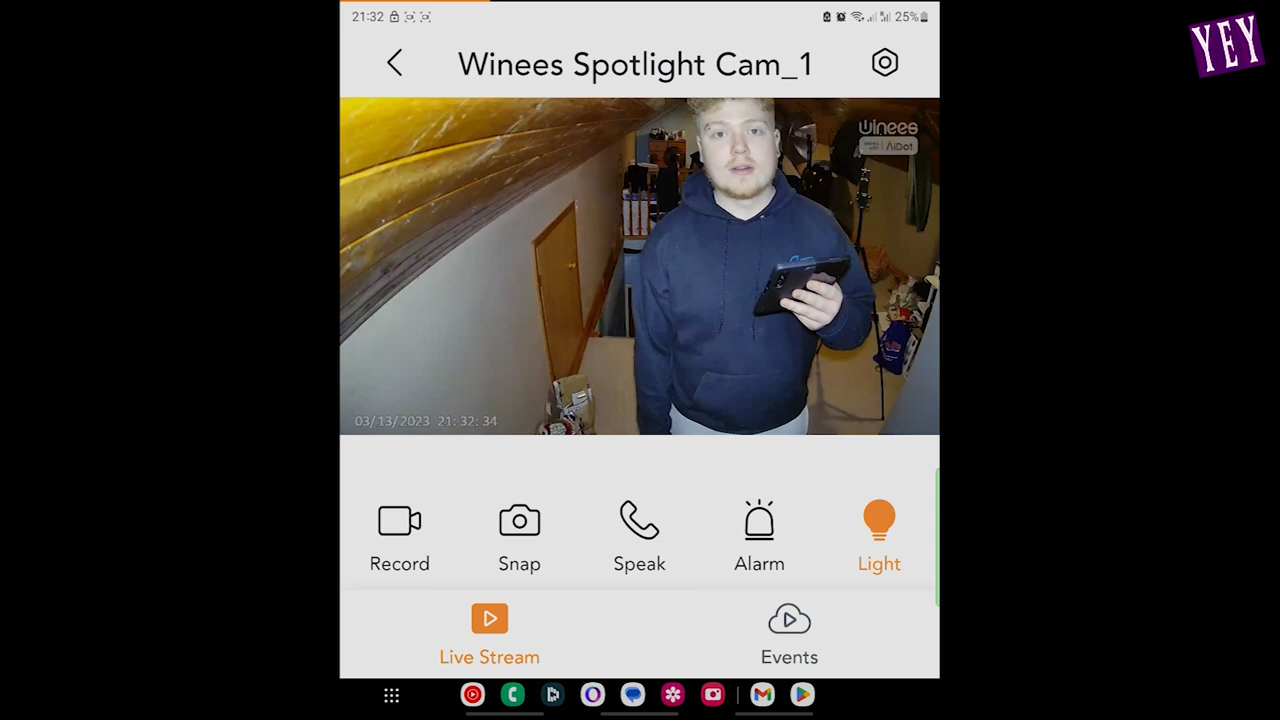 21:32
25%
YEY
Winees Spotlight Cam_1
winees
AiDot
03/13/2023 21:32:34
Record
Snap
Speak
Alarm
Light
Live Stream
Events